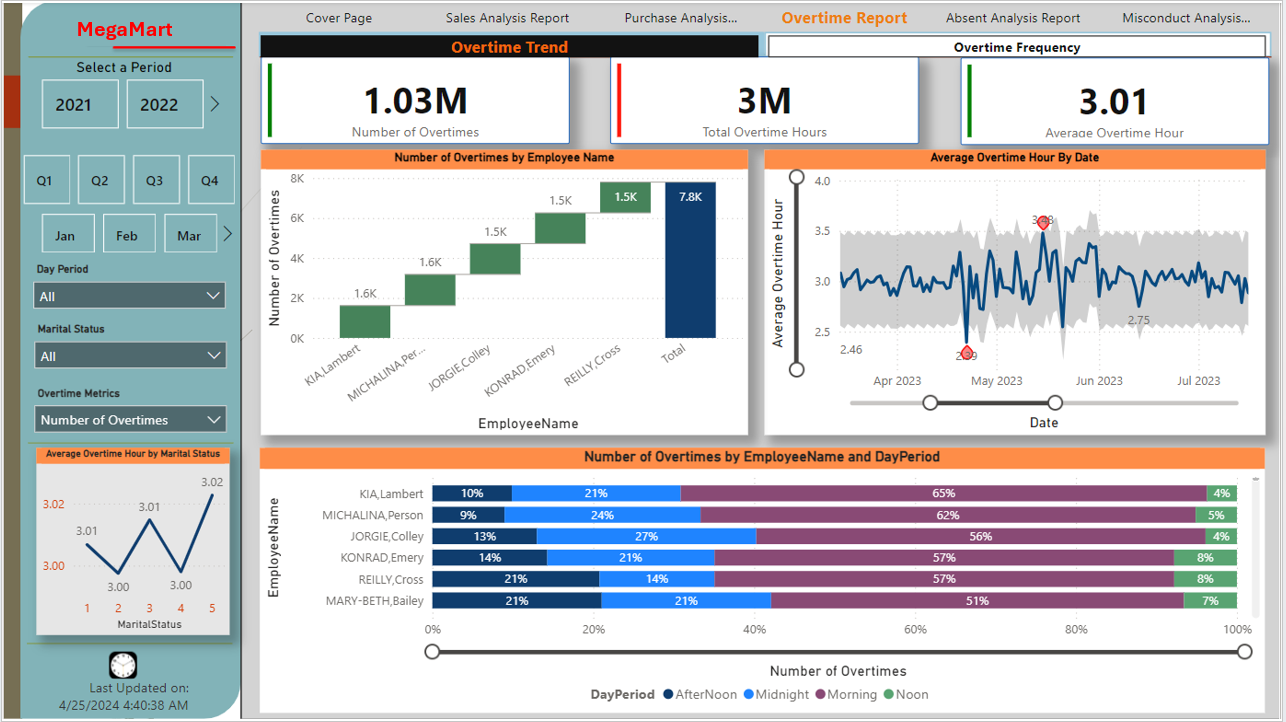 MegaMart
Cover Page
Sales Analysis Report
Purchase Analysis...
Overtime Report
Absent Analysis Report
Misconduct Analysis...
Overtime Trend
Overtime Frequency
Select a Period
2021
2022
Q1
Q2
Q3
Q4
Jan
Feb
Mar
Day Period
All
Marital Status
All
Overtime Metrics
Number of Overtimes
Average Overtime Hour by Marital Status
3.02
3.00
3.01
3.00
3.01
3.00
3.02
1 2 3 4 5
MaritalStatus
Last Updated on:
4/25/2024 4:40:38 AM
1.03M
Number of Overtimes
3M
Total Overtime Hours
3.01
Average Overtime Hour
Number of Overtimes by Employee Name
Number of Overtimes
8K
6K
4K
2K
0K
1.6K
1.6K
1.5K
1.5K
1.5K
7.8K
KIA,Lambert
MICHALINA,Per...
JORGIE,Colley
KONRAD,Emery
REILLY,Cross
Total
EmployeeName
Average Overtime Hour By Date
Average Overtime Hour
4.0
3.5
3.0
2.5
2.46
2.75
Apr 2023
May 2023
Jun 2023
Jul 2023
Date
Number of Overtimes by EmployeeName and DayPeriod
EmployeeName
KIA,Lambert 10% 21% 65% 4%
MICHALINA,Person 9% 24% 62% 5%
JORGIE,Colley 13% 27% 56% 4%
KONRAD,Emery 14% 21% 57% 8%
REILLY,Cross 21% 14% 57% 8%
MARY-BETH,Bailey 21% 21% 51% 7%
0% 20% 40% 60% 80% 100%
Number of Overtimes
DayPeriod AfterNoon Midnight Morning Noon